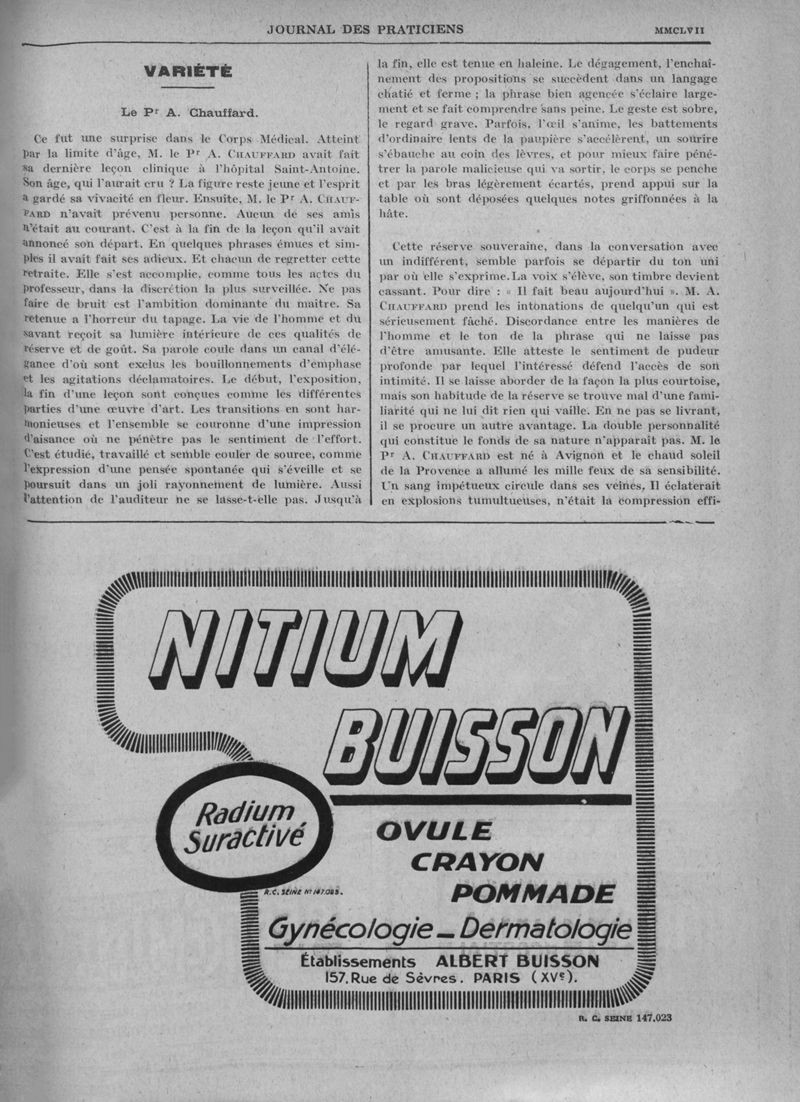 JOURNAL DES PRATICIENS
MMCLVII
VARIÉTÉ
Le Pr A. Chauffard.
Ce fut une surprise dans le Corps Médical. Atteint
par la limite d'âge, M. le Pr A. CHAUFFARD avait fait
sa dernière leçon clinique à l'hôpital Saint-Antoine.
Son âge, qui l'aurait cru ? La figure reste jeune et l'esprit
a gardé sa vivacité en fleur. Ensuite, M. le Pr A. CHAUF-
FARD n'avait prévenu personne. Aucun de ses amis
n'était au courant. C'est à la fin de la leçon qu'il avait
annoncé son départ. En quelques phrases émues et sim-
ples il avait fait ses adieux. Et chacun de regretter cette
retraite. Elle s'est accomplie, comme tous les actes du
professeur, dans la discrétion la plus surveillée. Ne pas
faire de bruit est l'ambition dominante du maître. Sa
retenue a l'horreur du tapage. La vie de l'homme et du
savant reçoit sa lumière intérieure de ces qualités de
réserve et de goût. Sa parole coule dans un canal d'élé-
gance d'où sont exclus les bouillonnements d'emphase
et les agitations déclamatoires. Le début, l'exposition,
la fin d'une leçon sont conçues comme les différentes
parties d'une œuvre d'art. Les transitions en sont har-
monieuses et l'ensemble se couronne d'une impression
d'aisance où ne pénètre pas le sentiment de l'effort.
C'est étudié, travaillé et semble couler de source, comme
l'expression d'une pensée spontanée qui s'éveille et se
poursuit dans un joli rayonnement de lumière. Aussi
l'attention de l'auditeur ne se lasse-t-elle pas. Jusqu'à
la fin, elle est tenue en haleine. Le dégagement, l'enchaî-
nement des propositions se succèdent dans un langage
chatié et ferme ; la phrase bien agencée s'éclaire large-
ment et se fait comprendre sans peine. Le geste est sobre,
le regard grave. Parfois, l'œil s'anime, les battements
d'ordinaire lents de la paupière s'accélèrent, un sourire
s'ébauche au coin des lèvres, et pour mieux faire péné-
trer la parole malicieuse qui va sortir, le corps se penche
et par les bras légèrement écartés, prend appui sur la
table où sont déposées quelques notes griffonnées à la
hâte.
Cette réserve souveraine, dans la conversation avec
un indifférent, semble parfois se départir du ton uni
par où elle s'exprime. La voix s'élève, son timbre devient
cassant. Pour dire : « Il fait beau aujourd'hui ». M. A.
CHAUFFARD prend les intonations de quelqu'un qui est
sérieusement fâché. Discordance entre les manières de
l'homme et le ton de la phrase qui ne laisse pas
d'être amusante. Elle atteste le sentiment de pudeur
profonde par lequel l'intéressé défend l'accès de son
intimité. Il se laisse aborder de la façon la plus courtoise,
mais son habitude de la réserve se trouve mal d'une fami-
liarité qui ne lui dit rien qui vaille. En ne pas se livrant,
il se procure un autre avantage. La double personnalité
qui constitue le fonds de sa nature n'apparaît pas. M. le
Pr A. CHAUFFARD est né à Avignon et le chaud soleil
de la Provence a allumé les mille feux de sa sensibilité.
Un sang impétueux circule dans ses veines, Il éclaterait
en explosions tumultueuses, n'était la compression effi-
NITIUM
BUISSON
Radium
Suractivé
OVULE
CRAYON
POMMADE
R.C. SEINE No 147.023.
Gynécologie - Dermatologie
Établissements ALBERT BUISSON
157, Rue de Sèvres. PARIS (XVe).
R. C. SEINE 147.023